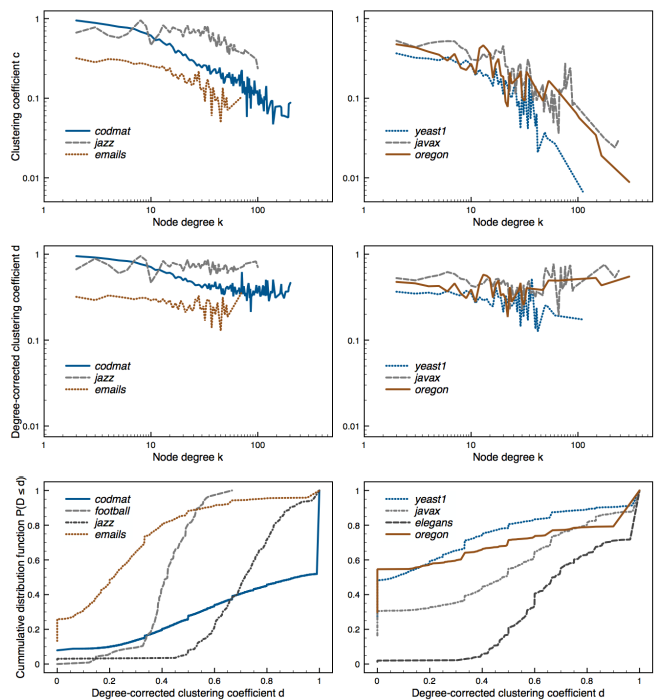 1
0.1
0.01
Clustering coefficient c
codmat
jazz
emails
1 10 100
Node degree k
1
0.1
0.01
yeast1
javax
oregon
1 10 100
Node degree k
1
0.1
0.01
Degree-corrected clustering coefficient d
codmat
jazz
emails
1 10 100
Node degree k
1
0.1
0.01
yeast1
javax
oregon
1 10 100
Node degree k
1
0.8
0.6
0.4
0.2
0
Cummulative distribution function P(D ≤ d)
codmat
football
jazz
emails
0 0.2 0.4 0.6 0.8 1
Degree-corrected clustering coefficient d
1
0.8
0.6
0.4
0.2
0
yeast1
javax
elegans
oregon
0 0.2 0.4 0.6 0.8 1
Degree-corrected clustering coefficient d